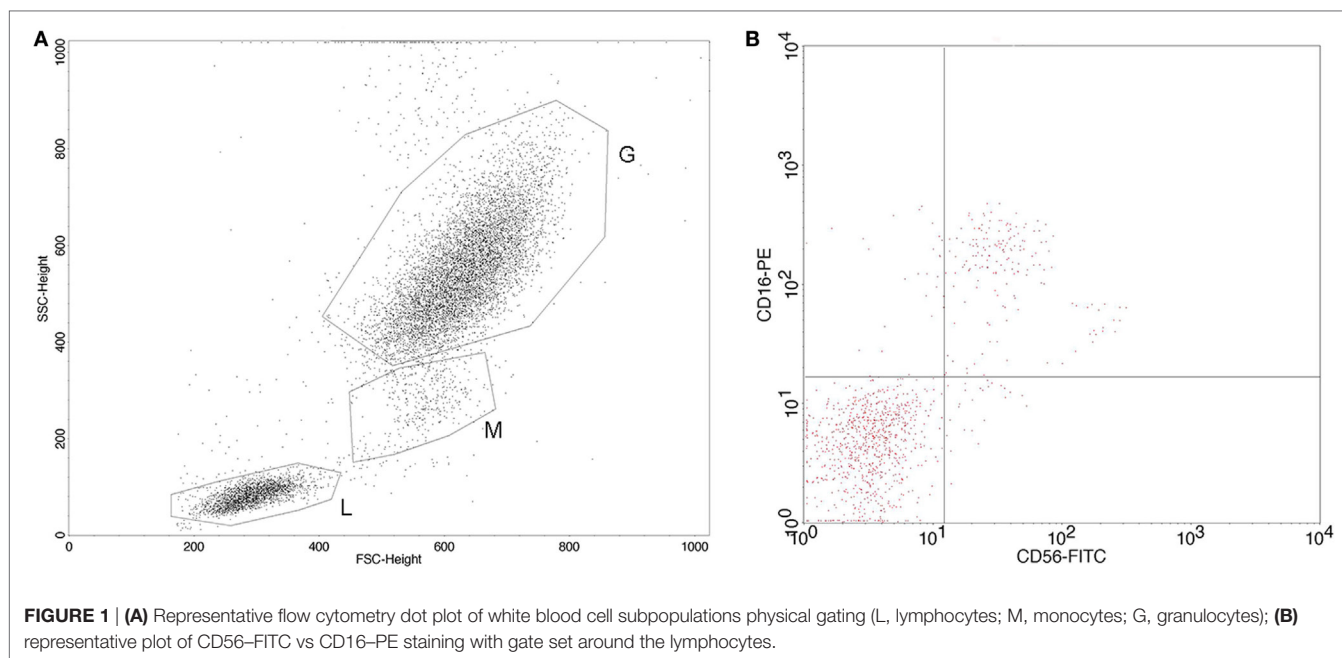 A
1000
800
600
400
200
0
SSC-Height
G
M
L
0 200 400 600 800 1000
FSC-Height
B
10^4
10^3
10^2
10^1
10^0
CD16-PE
10^0 10^1 10^2 10^3 10^4
CD56-FITC
FIGURE 1 | (A) Representative flow cytometry dot plot of white blood cell subpopulations physical gating (L, lymphocytes; M, monocytes; G, granulocytes); (B)
representative plot of CD56–FITC vs CD16–PE staining with gate set around the lymphocytes.